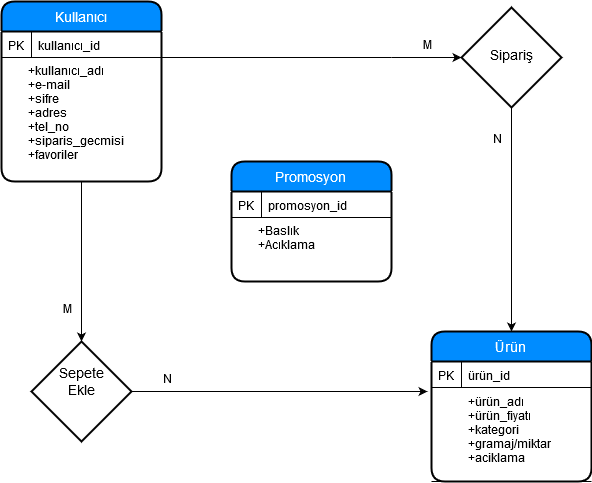 Kullanıcı
PK kullanıcı_id
+kullanıcı_adı
+e-mail
+sifre
+adres
+tel_no
+siparis_gecmisi
+favoriler
M
Sipariş
N
Promosyon
PK promosyon_id
+Baslık
+Acıklama
M
Sepete
Ekle
N
Ürün
PK ürün_id
+ürün_adı
+ürün_fiyatı
+kategori
+gramaj/miktar
+aciklama